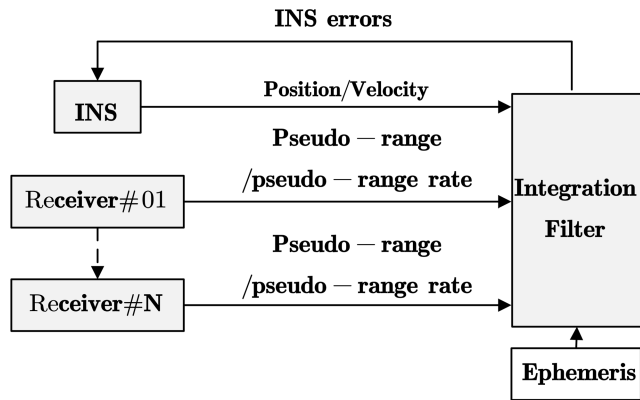 INS errors
INS
Position/Velocity
Pseudo – range
/pseudo – range rate
Receiver#01
Integration
Filter
Pseudo – range
/pseudo – range rate
Receiver#N
Ephemeris